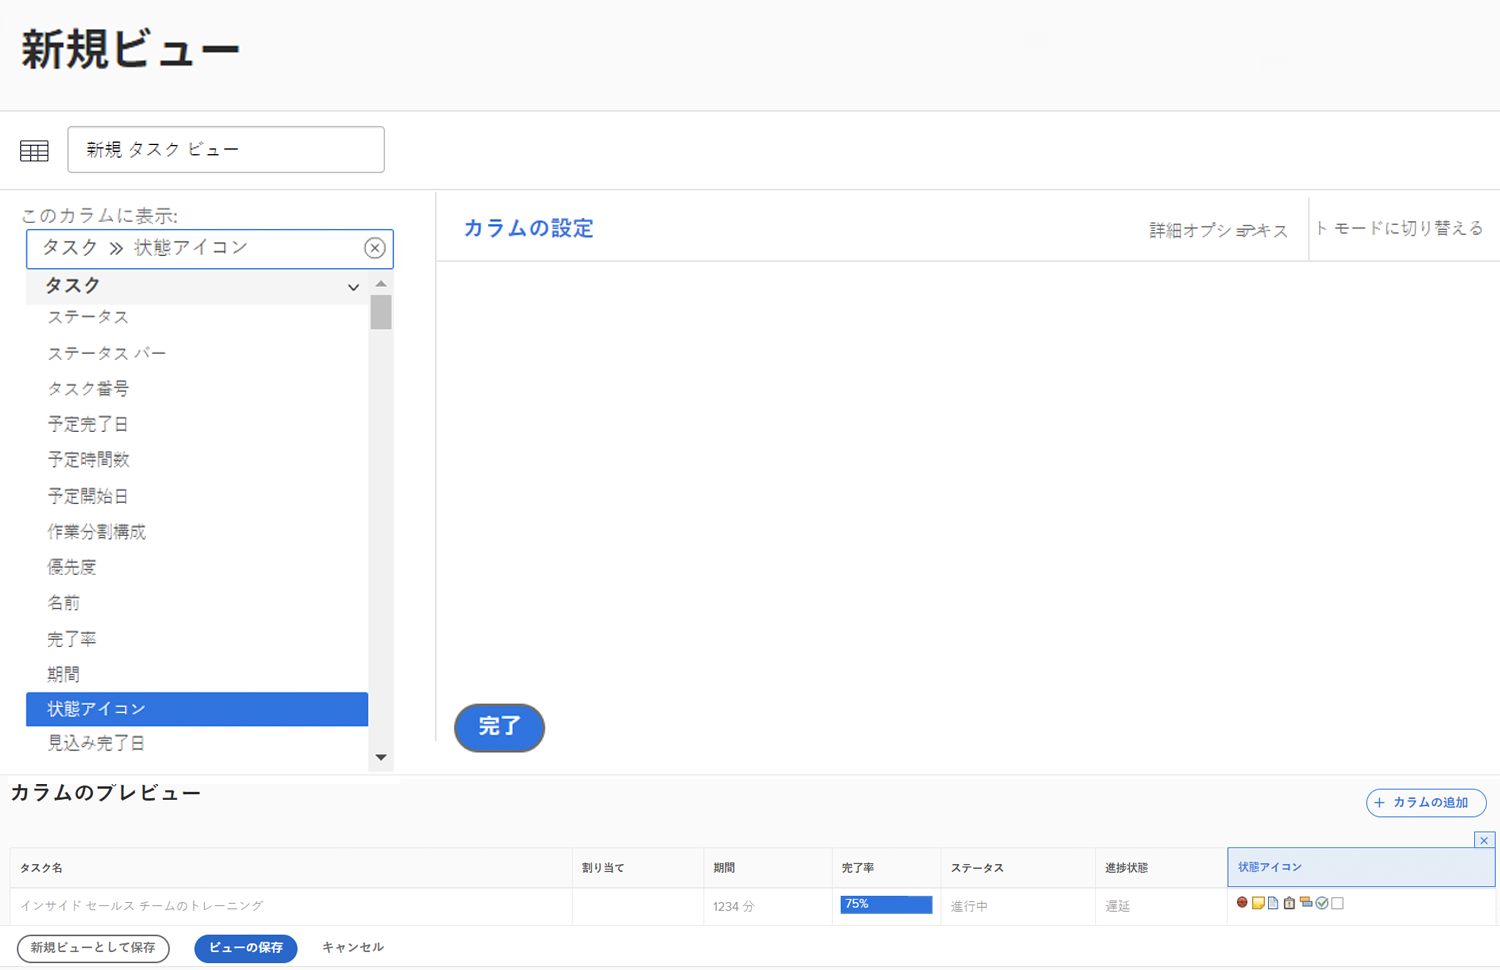 新規ビュー
新規 タスク ビュー
このカラムに表示:
タスク » 状態アイコン
タスク
ステータス
ステータス バー
タスク番号
予定完了日
予定時間数
予定開始日
作業分割構成
優先度
名前
完了率
期間
状態アイコン
見込み完了日
カラムの設定
詳細オプション テキスト モードに切り替える
完了
カラムのプレビュー
+ カラムの追加
タスク名 割り当て 期間 完了率 ステータス 進捗状態 状態アイコン
インサイド セールス チームのトレーニング 1234 分 75% 進行中 遅延
新規ビューとして保存 ビューの保存 キャンセル